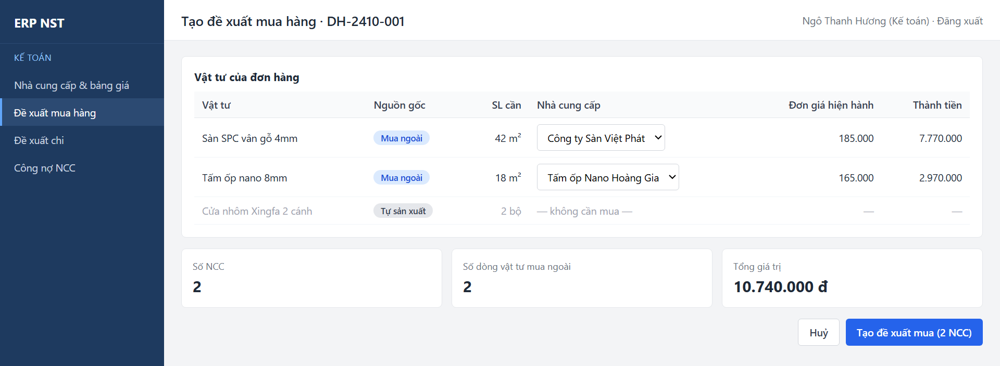 ERP NST
KẾ TOÁN
Nhà cung cấp & bảng giá
Đề xuất mua hàng
Đề xuất chi
Công nợ NCC
Tạo đề xuất mua hàng · DH-2410-001
Ngô Thanh Hương (Kế toán) · Đăng xuất
Vật tư của đơn hàng
Vật tư Nguồn gốc SL cần Nhà cung cấp Đơn giá hiện hành Thành tiền
Sàn SPC vân gỗ 4mm Mua ngoài 42 m² Công ty Sàn Việt Phát 185.000 7.770.000
Tấm ốp nano 8mm Mua ngoài 18 m² Tấm ốp Nano Hoàng Gia 165.000 2.970.000
Cửa nhôm Xingfa 2 cánh Tự sản xuất 2 bộ — không cần mua — — —
Số NCC
2
Số dòng vật tư mua ngoài
2
Tổng giá trị
10.740.000 đ
Huỷ
Tạo đề xuất mua (2 NCC)